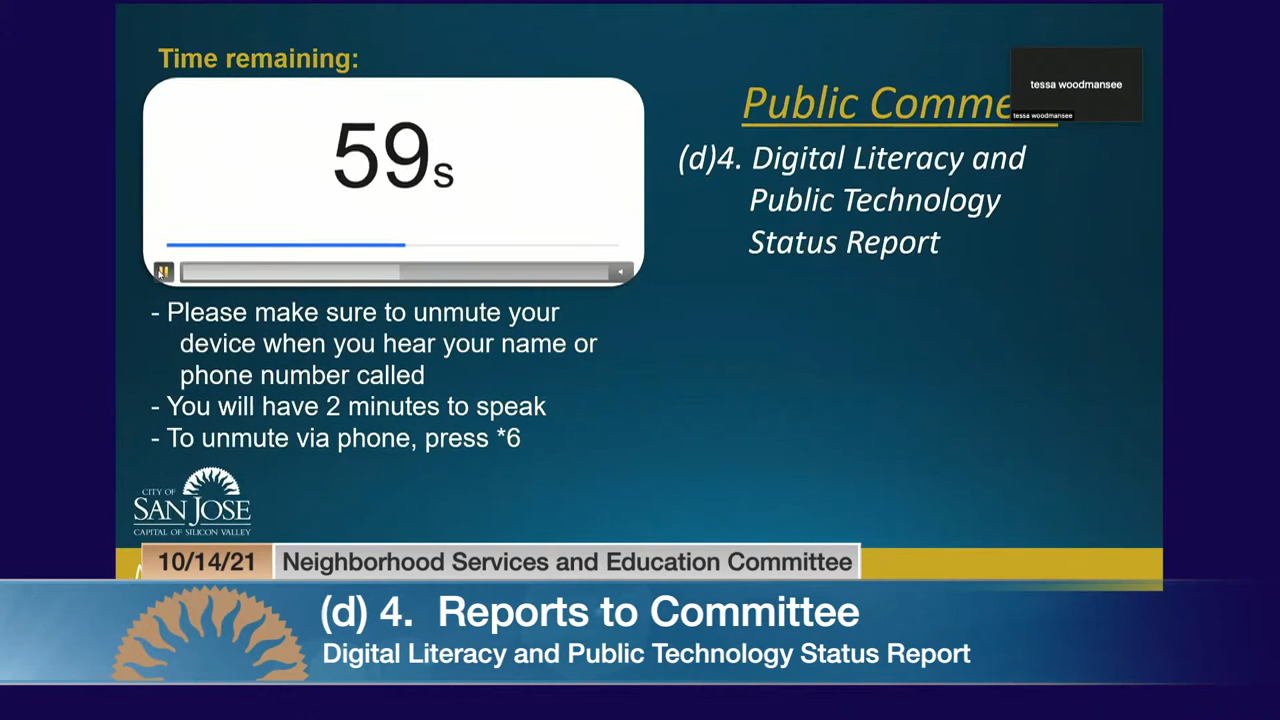 Time remaining:
59s
Public Comme
tessa woodmansee
tessa woodmansee
(d)4. Digital Literacy and
Public Technology
Status Report
- Please make sure to unmute your
device when you hear your name or
phone number called
- You will have 2 minutes to speak
- To unmute via phone, press *6
CITY OF
SAN JOSE
CAPITAL OF SILICON VALLEY
10/14/21 Neighborhood Services and Education Committee
(d) 4. Reports to Committee
Digital Literacy and Public Technology Status Report